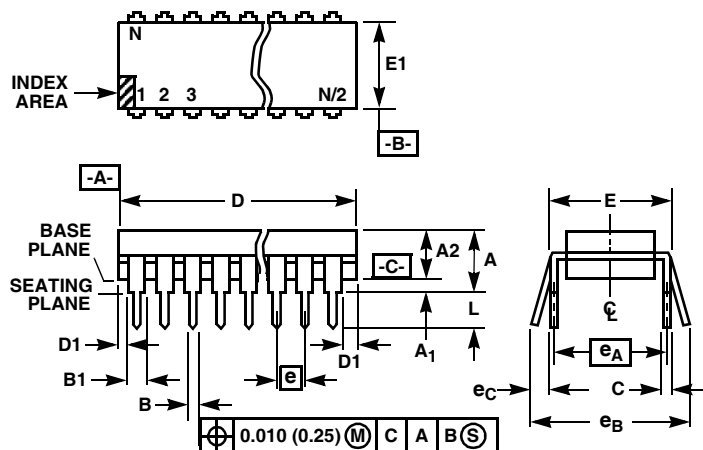 N
E1
INDEX
AREA
1 2 3 N/2
-B-
-A-
D
E
BASE
PLANE
A2
A
-C-
SEATING
PLANE
L
C
L
D1
A1
D1
eA
B1
e
eC
C
B
eB
0.010 (0.25) M C A B S